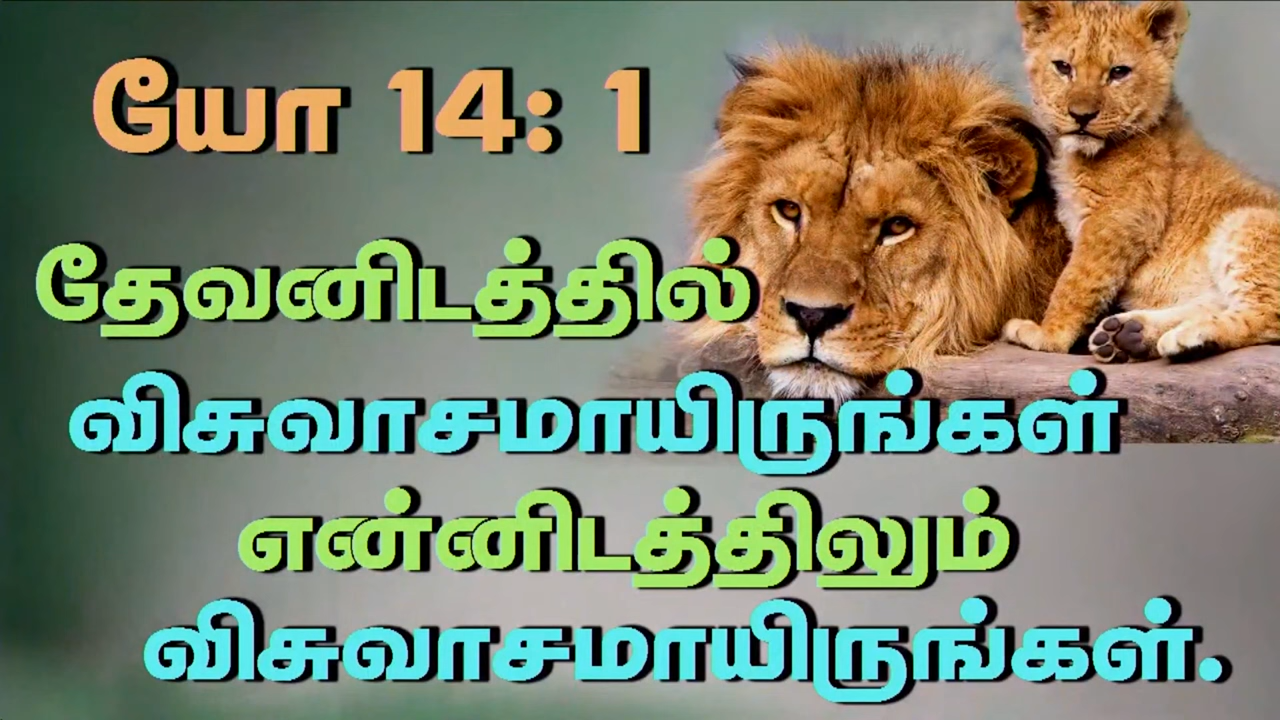 யோ 14: 1
தேவனிடத்தில்
விசுவாசமாயிருங்கள்
என்னிடத்திலும்
விசுவாசமாயிருங்கள்.